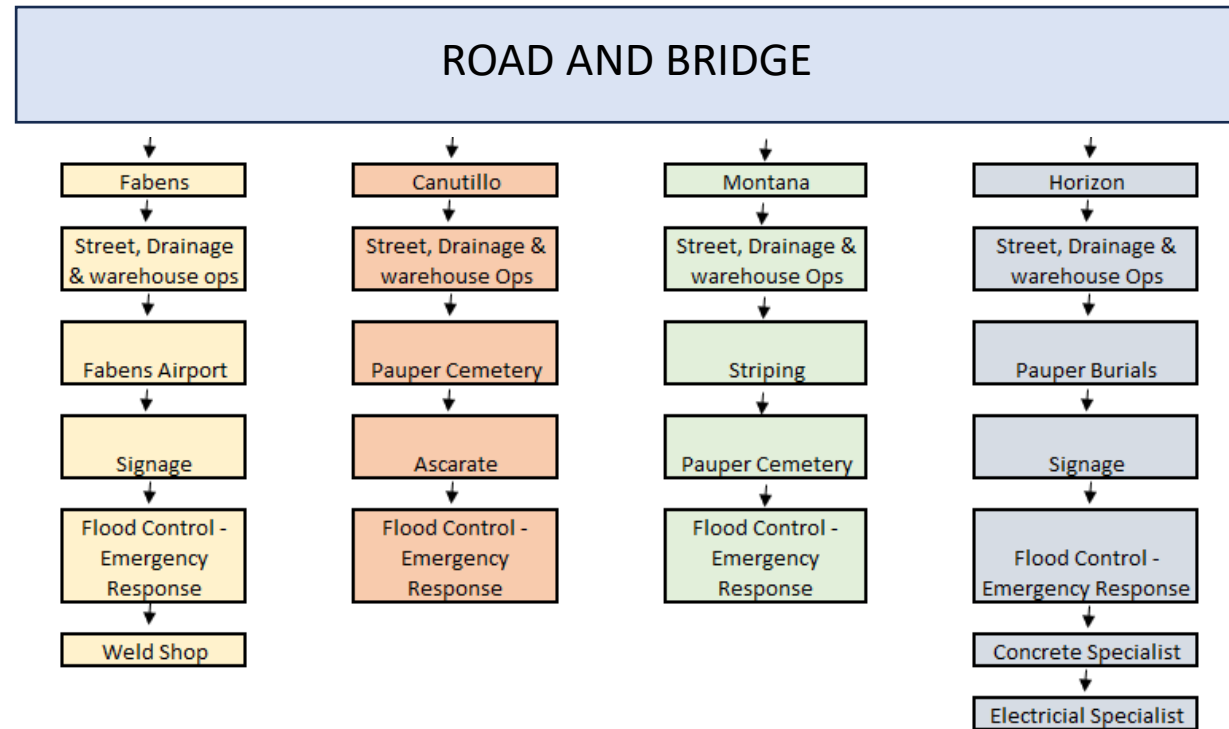 ROAD AND BRIDGE
Fabens
Street, Drainage
& warehouse ops
Fabens Airport
Signage
Flood Control -
Emergency
Response
Weld Shop
Canutillo
Street, Drainage &
warehouse Ops
Pauper Cemetery
Ascarate
Flood Control -
Emergency
Response
Montana
Street, Drainage &
warehouse Ops
Striping
Pauper Cemetery
Flood Control -
Emergency
Response
Horizon
Street, Drainage &
warehouse Ops
Pauper Burials
Signage
Flood Control -
Emergency Response
Concrete Specialist
Electricial Specialist